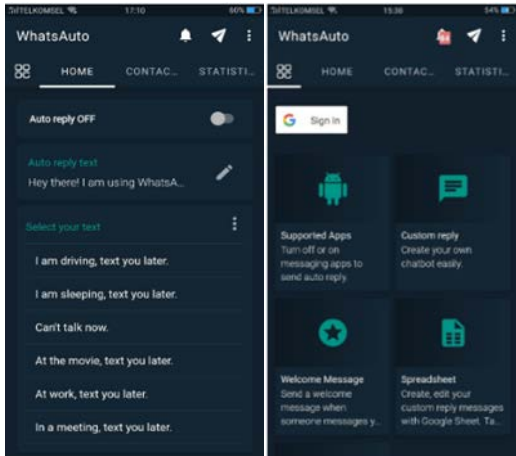 TELKOMSEL 17:10 60%
WhatsAuto
HOME CONTAC... STATISTI...
Auto reply OFF
Auto reply text
Hey there! I am using WhatsA...
Select your text
I am driving, text you later.
I am sleeping, text you later.
Can't talk now.
At the movie, text you later.
At work, text you later.
In a meeting, text you later.
TELKOMSEL 15:30 54%
WhatsAuto
HOME CONTAC... STATISTI...
G Sign In
Supported Apps
Turn off or on
messaging apps to
send auto reply
Custom reply
Create your own
chatbot easily.
Welcome Message
Send a welcome
message when
someone messages y...
Spreadsheet
Create, edit your
custom reply messages
with Google Sheet. Ta...